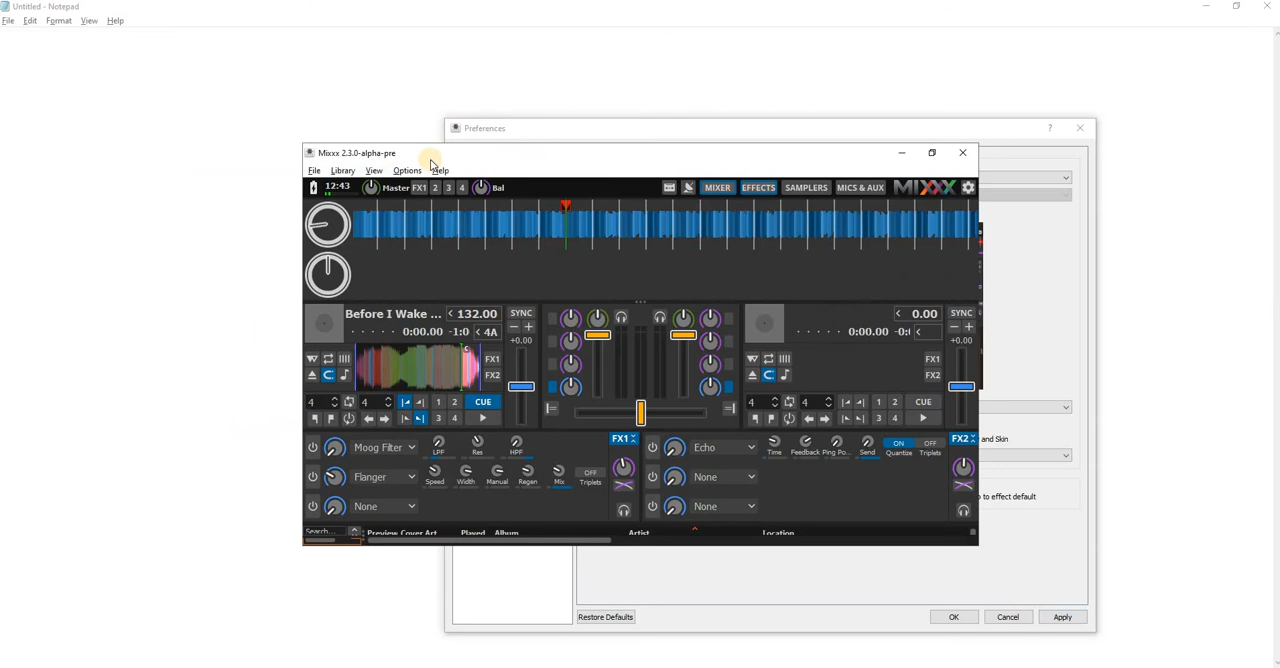 Untitled - Notepad
File Edit Format View Help
Preferences
Mixxx 2.3.0-alpha-pre
File Library View Options Help
12:43 Master FX1 2 3 4 Bal MIXER EFFECTS SAMPLERS MICS & AUX MIXXX
Before I Wake ... < 132.00 SYNC < 0.00 SYNC
0:00.00 -1:0 < 4A 0:00.00 -0:( <
+0.00 +0.00
C
FX1 FX1
FX2 FX2
4 4 1 2 CUE 4 4 1 2 CUE
3 4 3 4
Moog Filter LPF Res HPF FX1 Echo Time Feedback Ping Po... Send ON Quantize OFF Triplets FX2
Flanger Speed Width Manual Regen Mix OFF Triplets None
None None
and Skin
to effect default
Search... Preview Cover Art Played Album Artist Location
Restore Defaults OK Cancel Apply